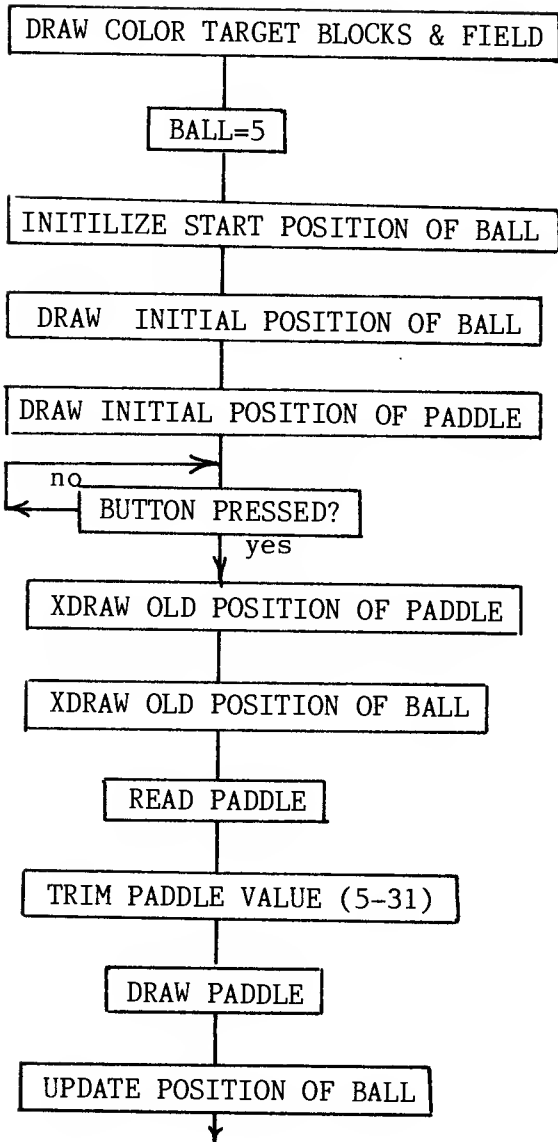 DRAW COLOR TARGET BLOCKS & FIELD
BALL=5
INITILIZE START POSITION OF BALL
DRAW INITIAL POSITION OF BALL
DRAW INITIAL POSITION OF PADDLE
no
BUTTON PRESSED?
yes
XDRAW OLD POSITION OF PADDLE
XDRAW OLD POSITION OF BALL
READ PADDLE
TRIM PADDLE VALUE (5-31)
DRAW PADDLE
UPDATE POSITION OF BALL